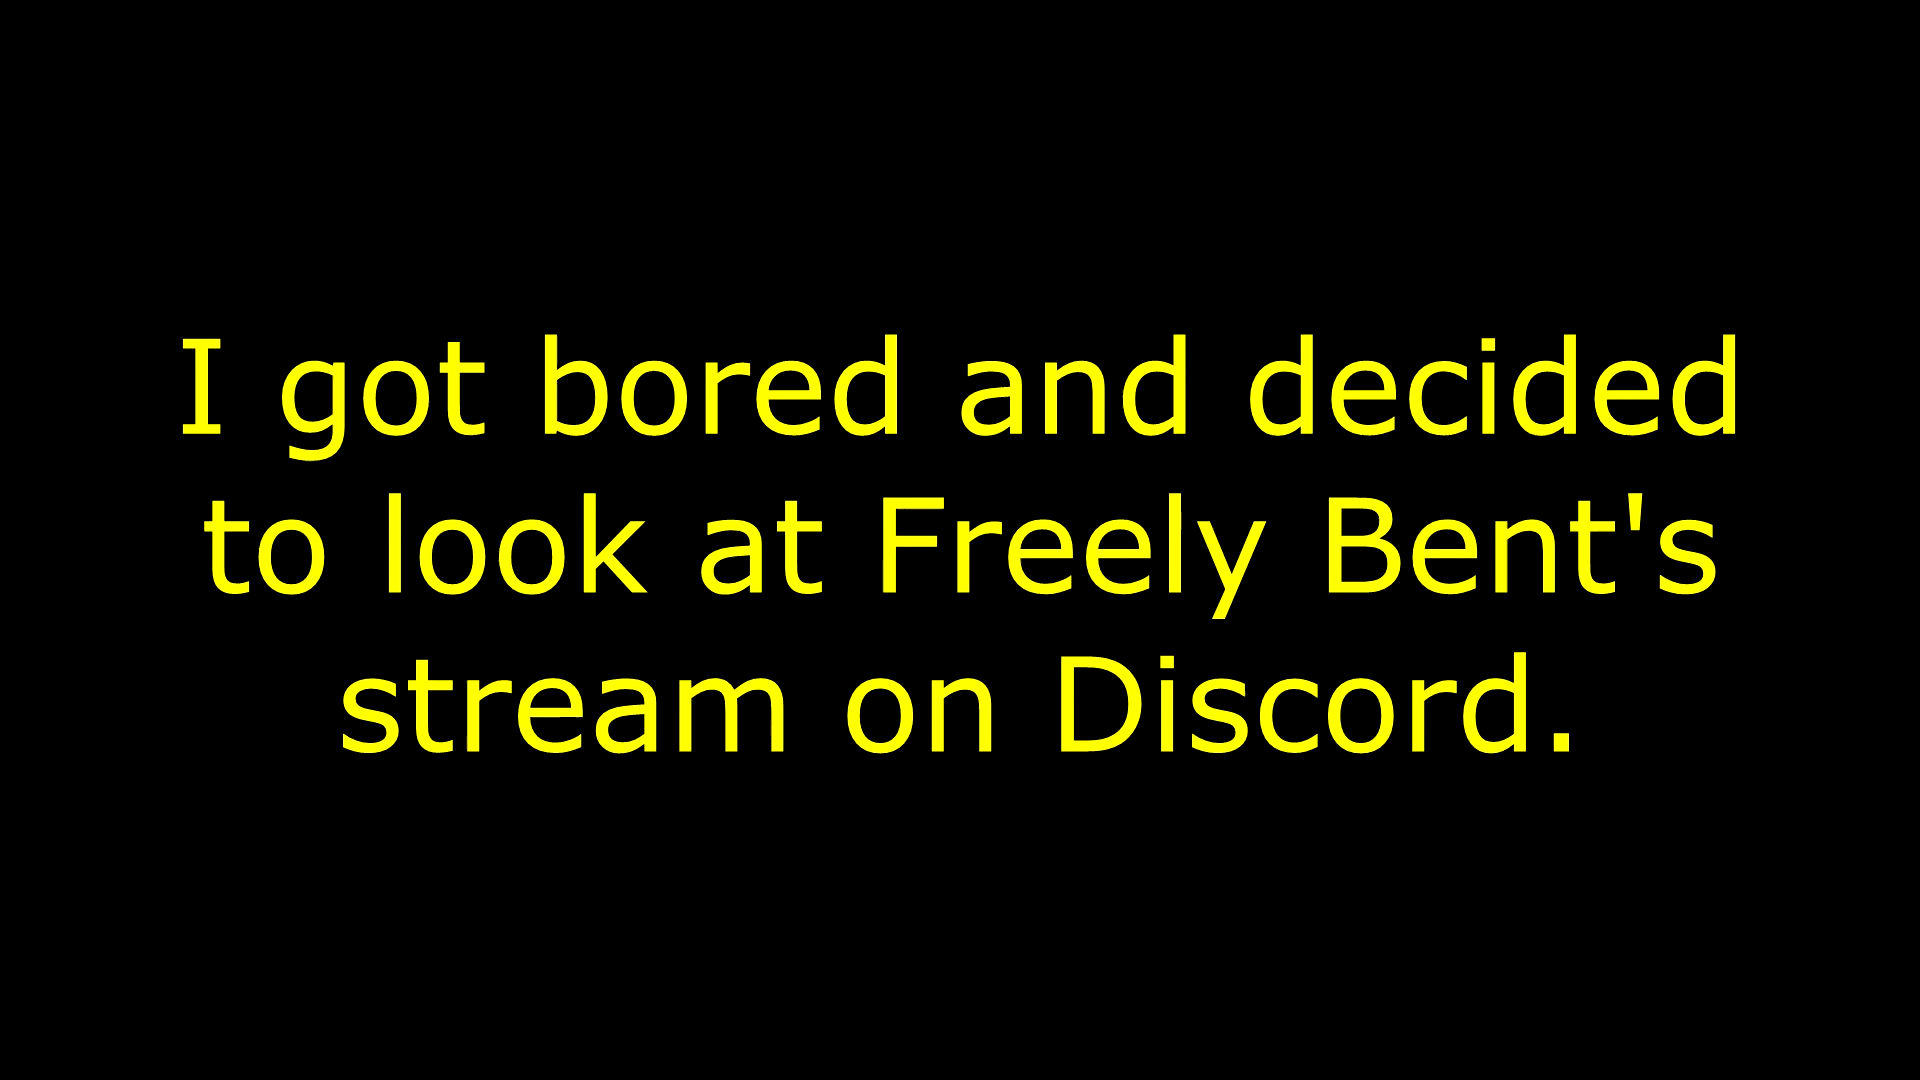 I got bored and decided
to look at Freely Bent's
stream on Discord.